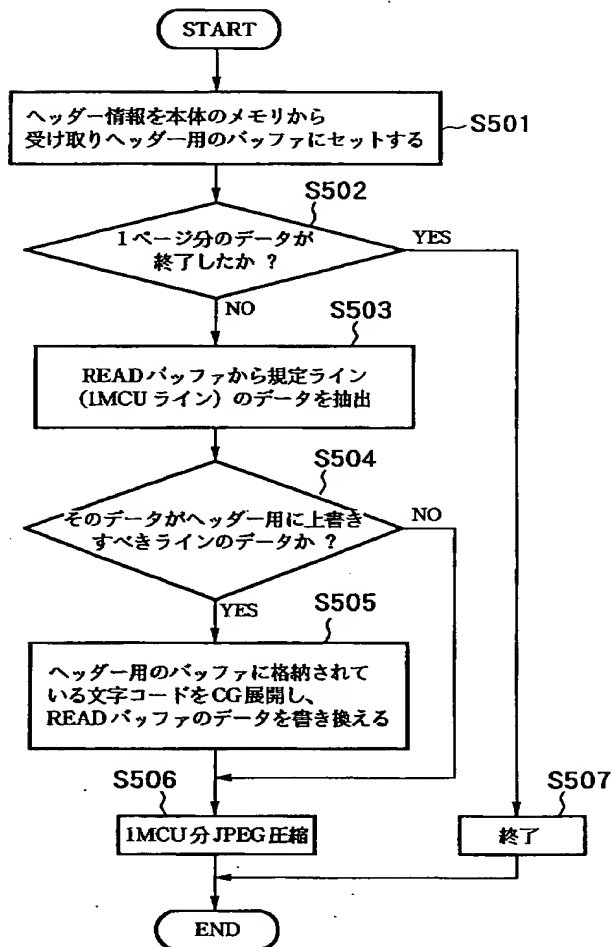 START
ヘッダー情報を本体のメモリから
受け取りヘッダー用のバッファにセットする
S501
S502
1ページ分のデータが
終了したか ?
YES
NO
S503
READバッファから規定ライン
(1MCUライン) のデータを抽出
S504
そのデータがヘッダー用に上書き
すべきラインのデータか ?
NO
YES
S505
ヘッダー用のバッファに格納されて
いる文字コードをCG展開し、
READバッファのデータを書き換える
S506
1MCU分JPEG圧縮
S507
終了
END